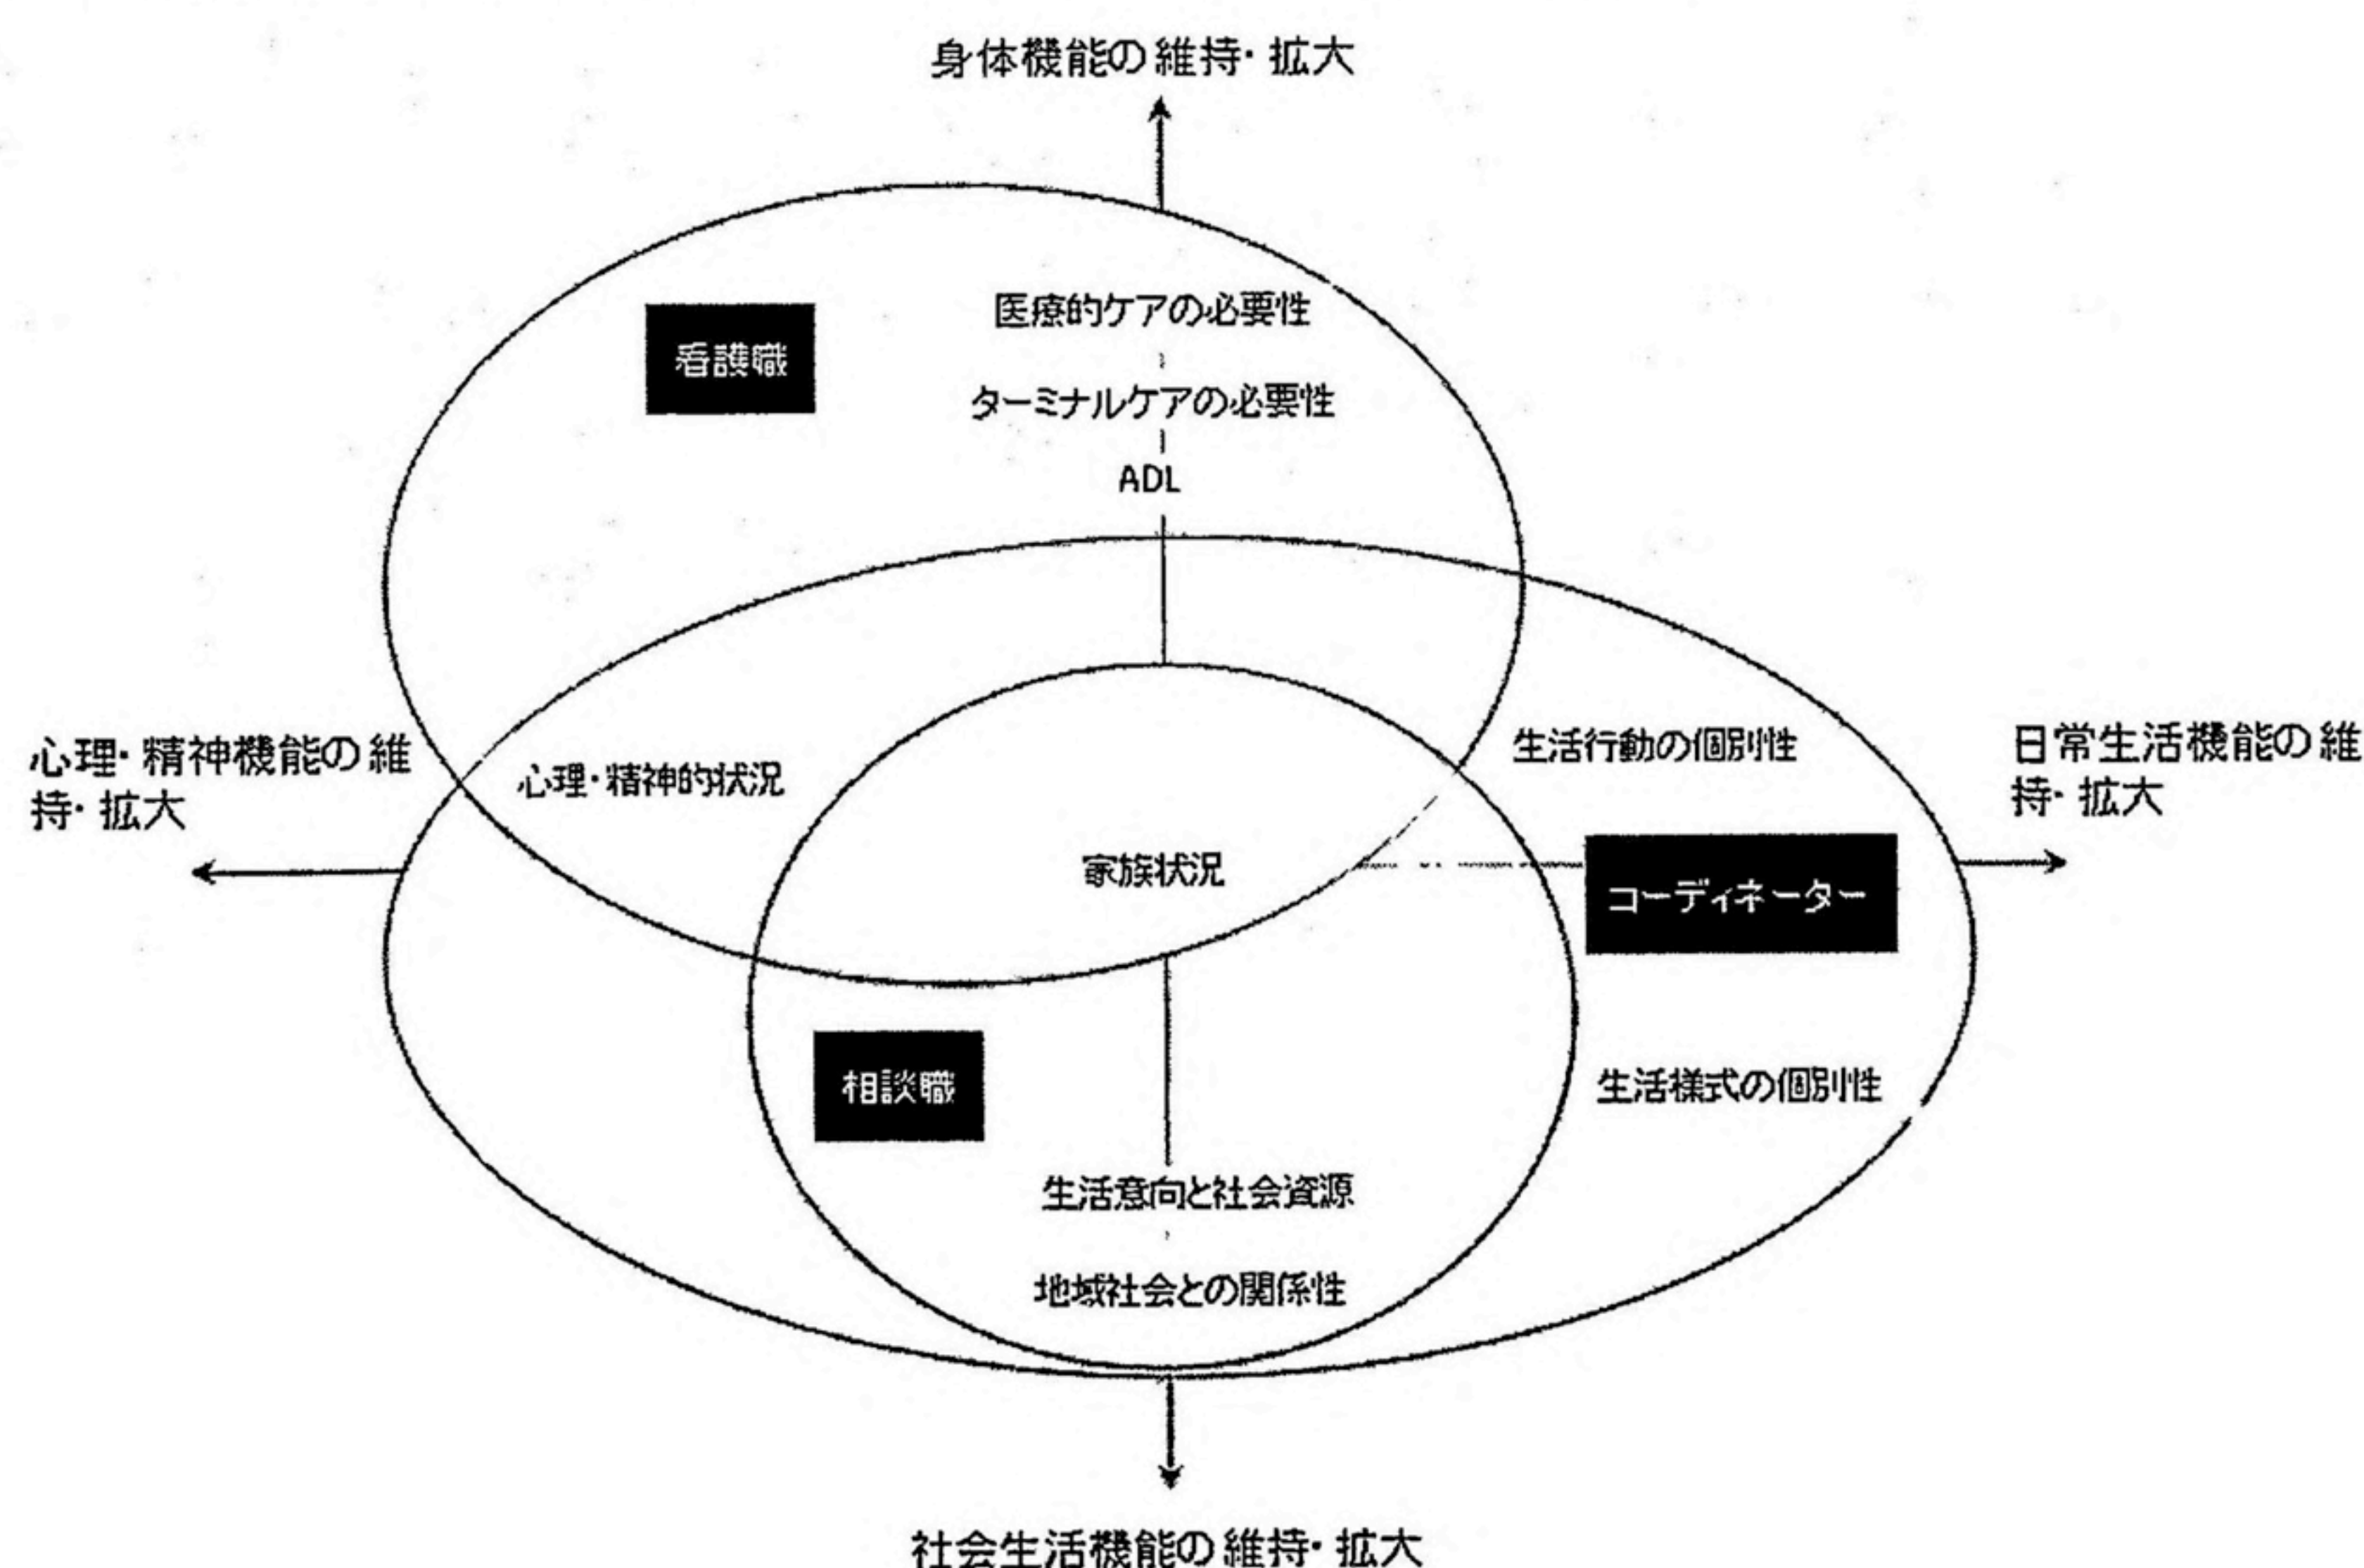 身体機能の維持・拡大
医療的ケアの必要性
看護職
ターミナルケアの必要性
ADL
心理・精神機能の維
持・拡大
心理・精神的状況
生活行動の個別性
日常生活機能の維
持・拡大
家族状況
コーディネーター
相談職
生活様式の個別性
生活意向と社会資源
地域社会との関係性
社会生活機能の維持・拡大